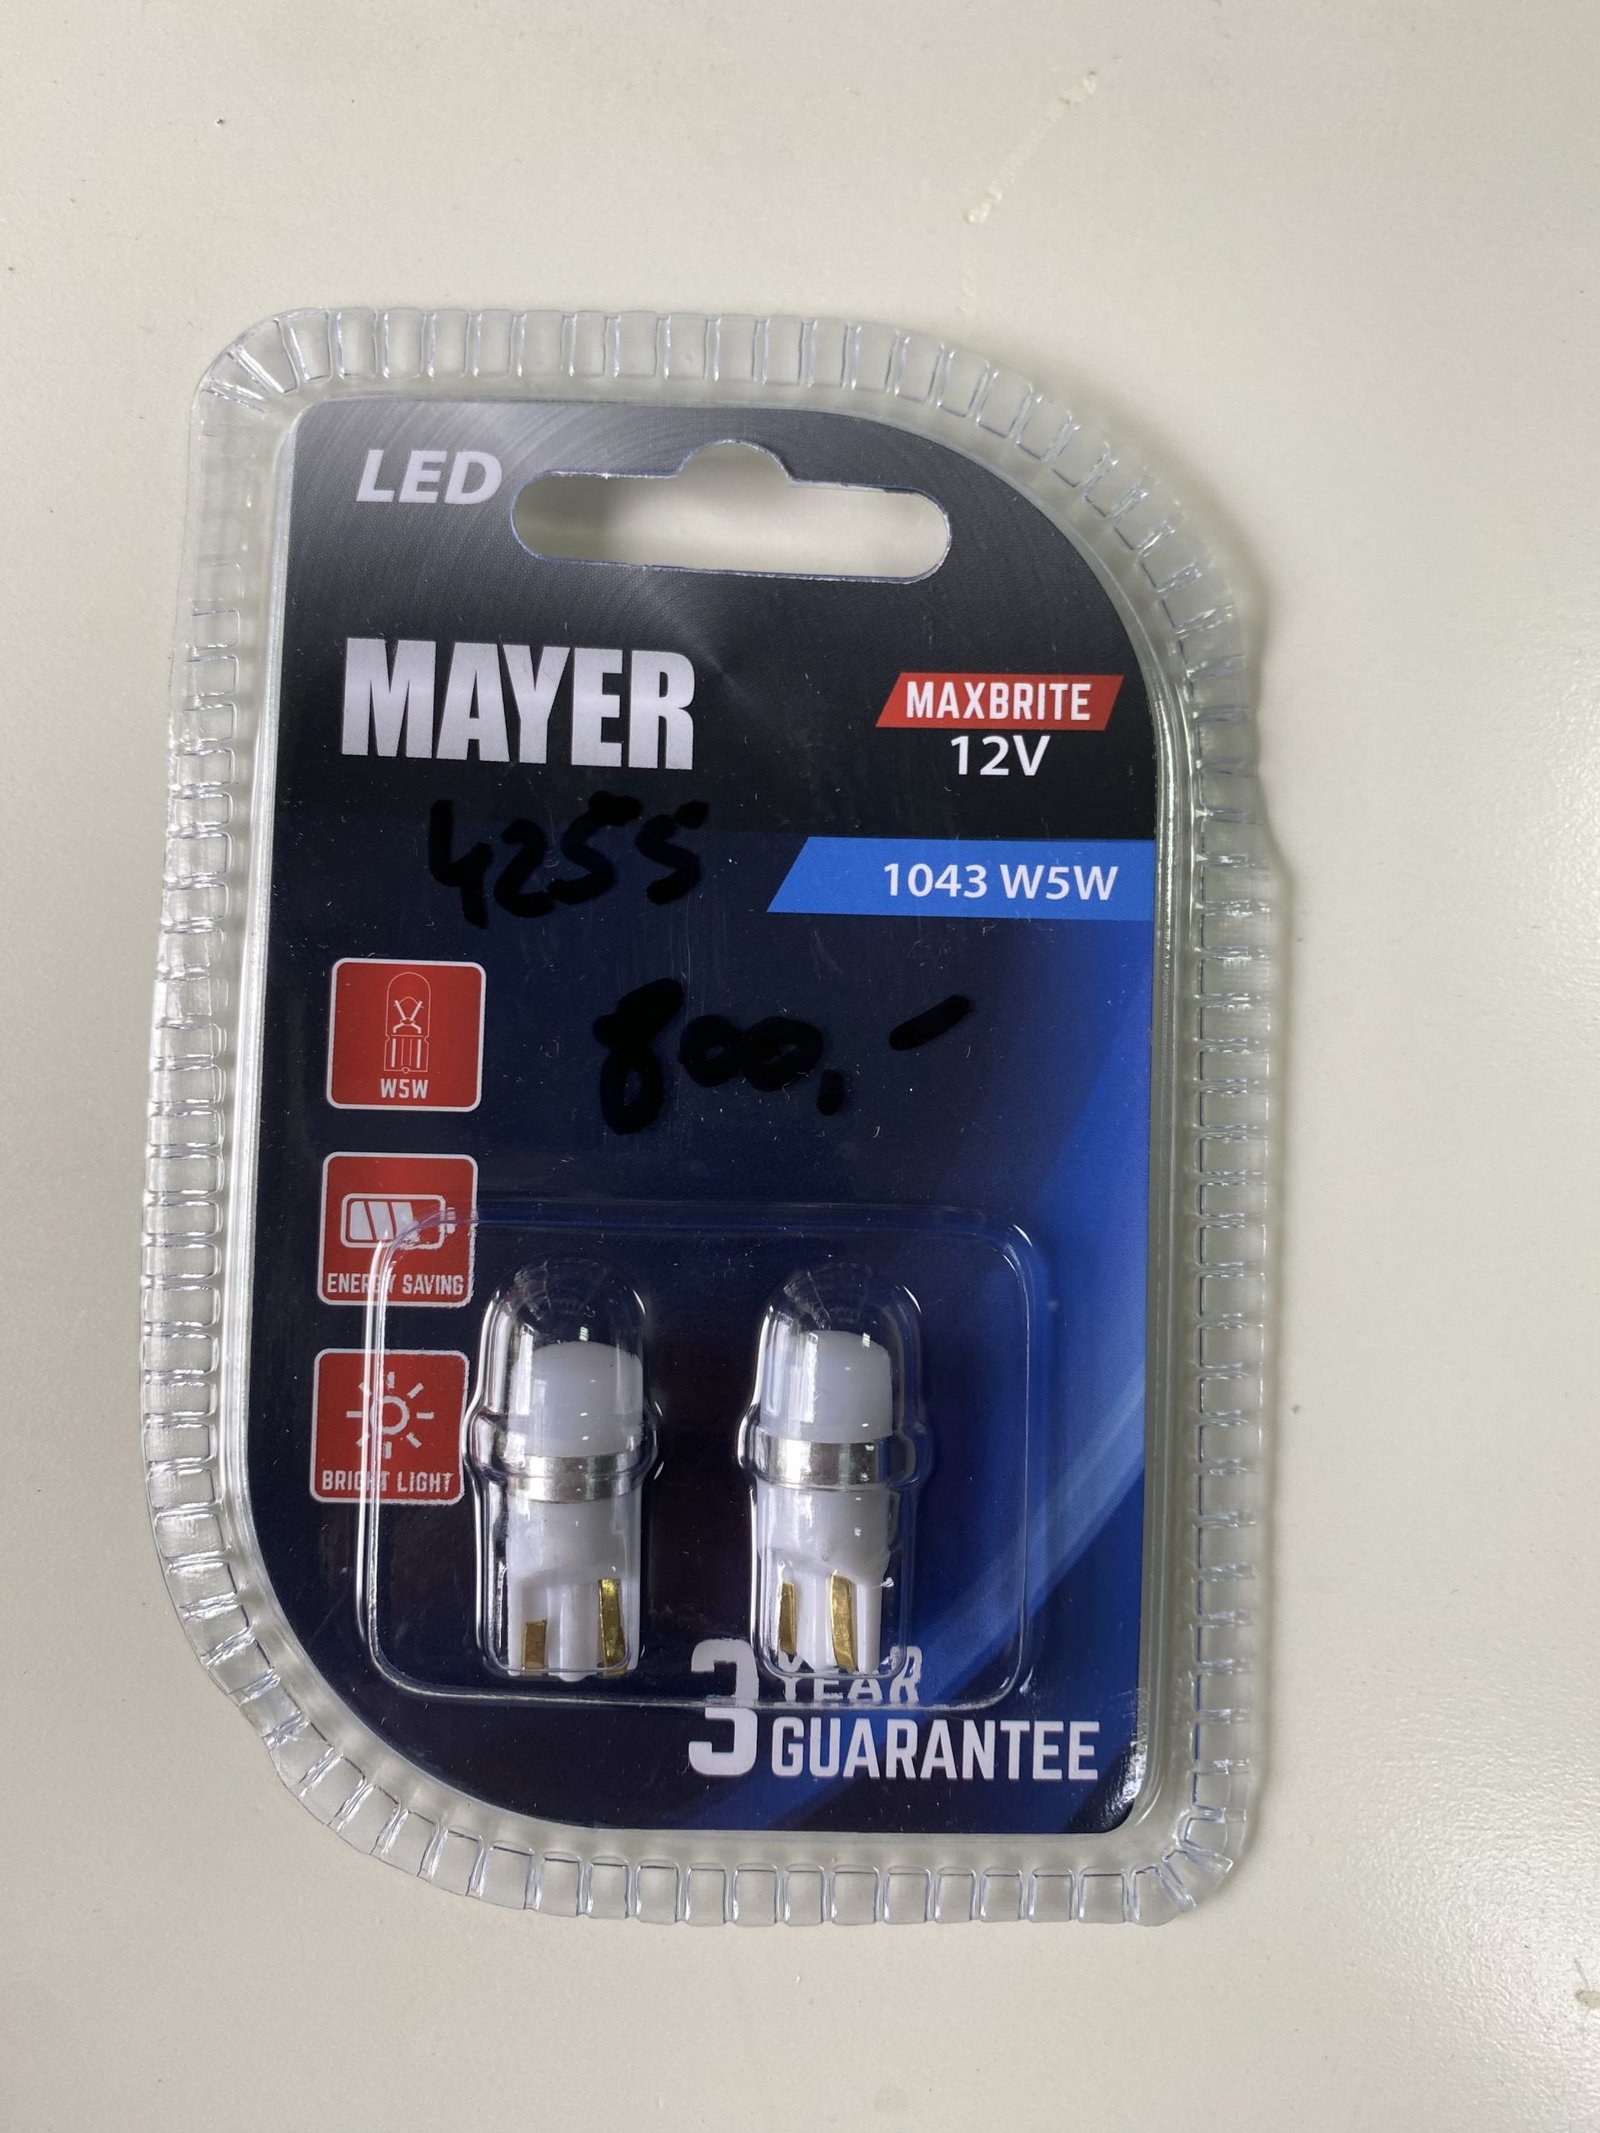 LED
MAYER
MAXBRITE
12V
4255
1043 W5W
800,-
W5W
ENERGY SAVING
BRIGHT LIGHT
3 YEAR
GUARANTEE